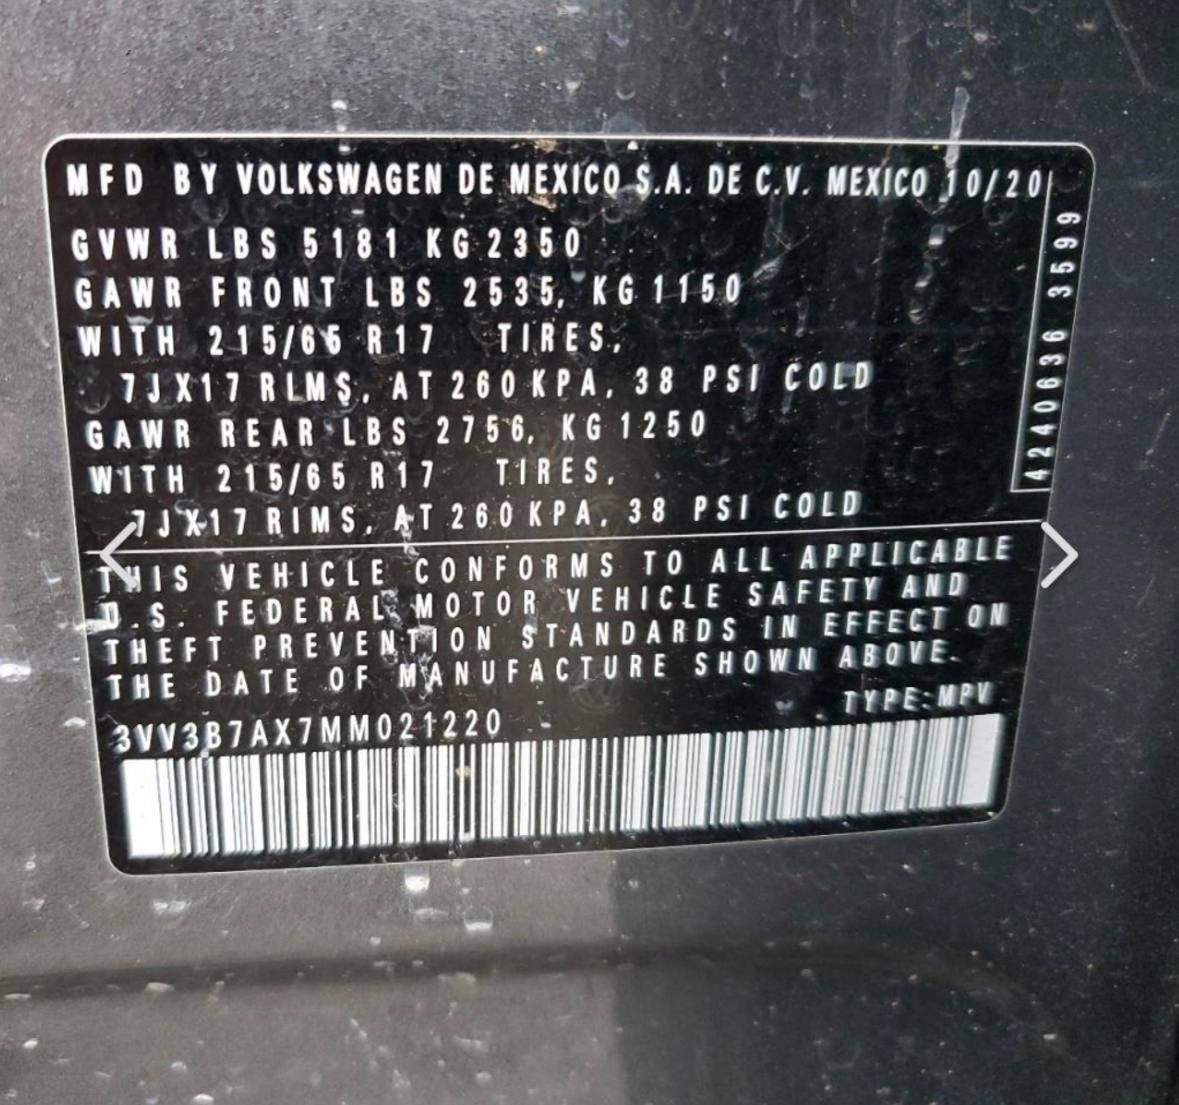 MFD BY VOLKSWAGEN DE MEXICO S.A. DE C.V. MEXICO 10/20
GVWR LBS 5181 KG 2350
GAWR FRONT LBS 2535, KG 1150
WITH 215/65 R17 TIRES,
7JX17 RIMS, AT 260 KPA, 38 PSI COLD
GAWR REAR LBS 2756, KG 1250
WITH 215/65 R17 TIRES,
7JX17 RIMS, AT 260 KPA, 38 PSI COLD
4240636 3599
THIS VEHICLE CONFORMS TO ALL APPLICABLE
U.S. FEDERAL MOTOR VEHICLE SAFETY AND
THEFT PREVENTION STANDARDS IN EFFECT ON
THE DATE OF MANUFACTURE SHOWN ABOVE.
TYPE:MPV
3VV3B7AX7MM021220